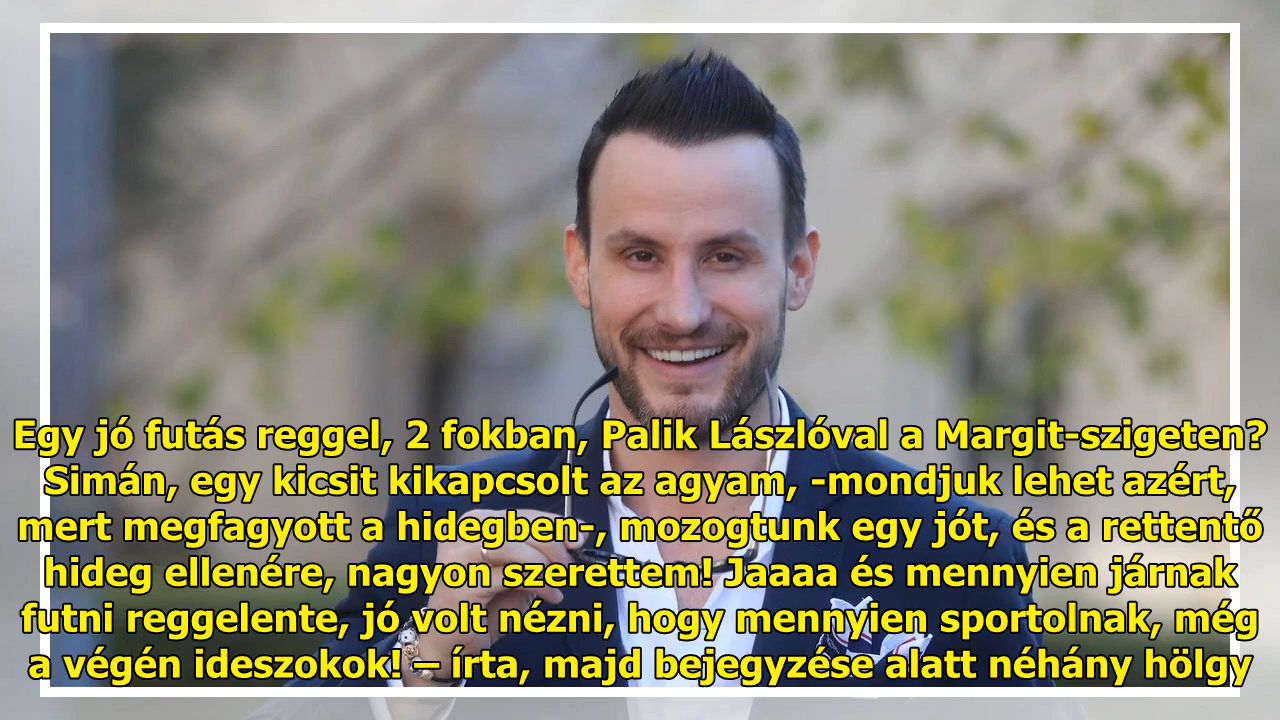 Egy jó futás reggel, 2 fokban, Palik Lászlóval a Margit-szigeten?
Simán, egy kicsit kikapcsolt az agyam, -mondjuk lehet azért,
mert megfagyott a hidegben-, mozogtunk egy jót, és a rettentő
hideg ellenére, nagyon szerettem! Jaaaa és mennyien járnak
futni reggelente, jó volt nézni, hogy mennyien sportolnak, még
a végén ideszokok! – írta, majd bejegyzése alatt néhány hölgy